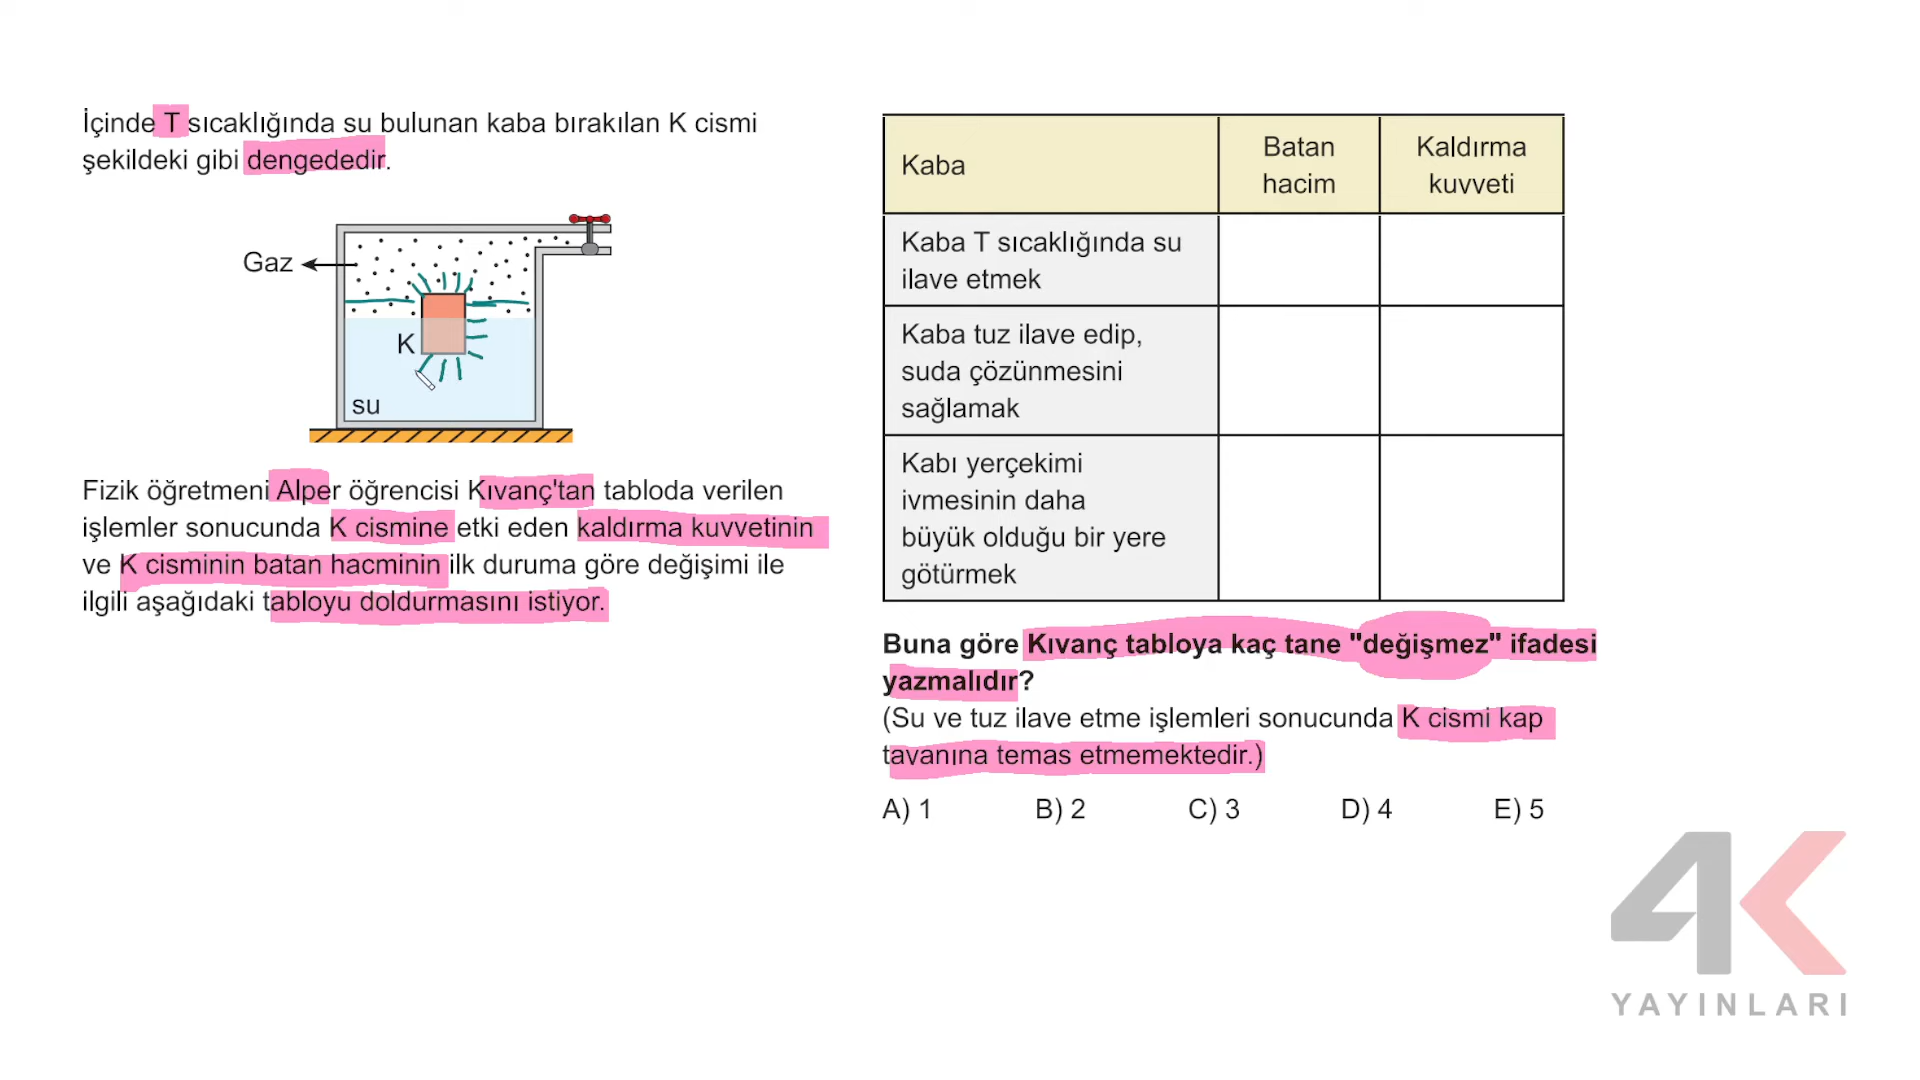 İçinde T sıcaklığında su bulunan kaba bırakılan K cismi
şekildeki gibi dengededir.
Gaz
K
su
Fizik öğretmeni Alper öğrencisi Kıvanç'tan tabloda verilen
işlemler sonucunda K cismine etki eden kaldırma kuvvetinin
ve K cisminin batan hacminin ilk duruma göre değişimi ile
ilgili aşağıdaki tabloyu doldurmasını istiyor.
Kaba
Batan
hacim
Kaldırma
kuvveti
Kaba T sıcaklığında su
ilave etmek
Kaba tuz ilave edip,
suda çözünmesini
sağlamak
Kabı yerçekimi
ivmesinin daha
büyük olduğu bir yere
götürmek
Buna göre Kıvanç tabloya kaç tane "değişmez" ifadesi
yazmalıdır?
(Su ve tuz ilave etme işlemleri sonucunda K cismi kap
tavanına temas etmemektedir.)
A) 1 B) 2 C) 3 D) 4 E) 5
4K
YAYINLARI